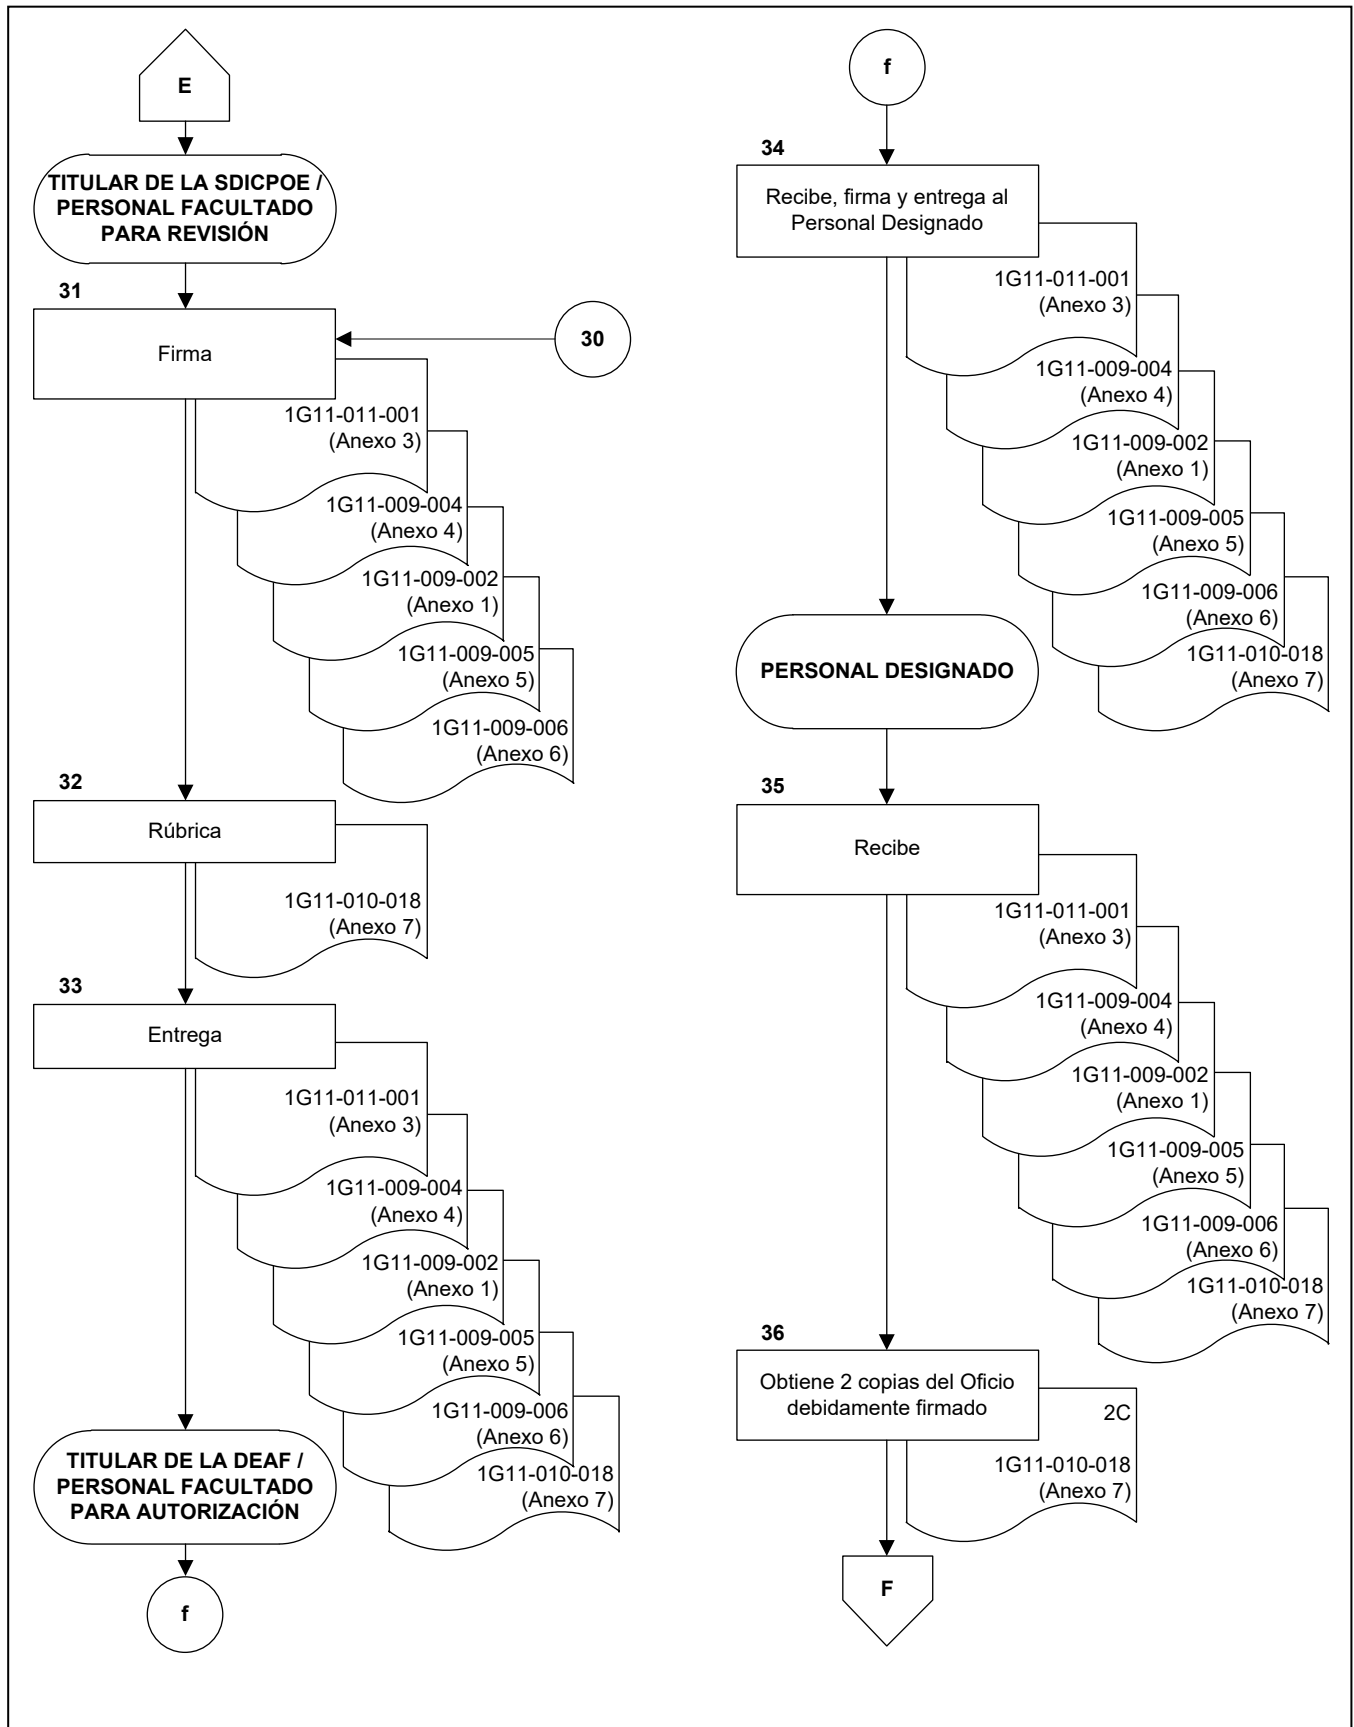 E
TITULAR DE LA SDICPOE /
PERSONAL FACULTADO
PARA REVISIÓN
31
Firma
30
1G11-011-001
(Anexo 3)
1G11-009-004
(Anexo 4)
1G11-009-002
(Anexo 1)
1G11-009-005
(Anexo 5)
1G11-009-006
(Anexo 6)
32
Rúbrica
1G11-010-018
(Anexo 7)
33
Entrega
1G11-011-001
(Anexo 3)
1G11-009-004
(Anexo 4)
1G11-009-002
(Anexo 1)
1G11-009-005
(Anexo 5)
1G11-009-006
(Anexo 6)
1G11-010-018
(Anexo 7)
TITULAR DE LA DEAF /
PERSONAL FACULTADO
PARA AUTORIZACIÓN
f
f
34
Recibe, firma y entrega al
Personal Designado
1G11-011-001
(Anexo 3)
1G11-009-004
(Anexo 4)
1G11-009-002
(Anexo 1)
1G11-009-005
(Anexo 5)
1G11-009-006
(Anexo 6)
1G11-010-018
(Anexo 7)
PERSONAL DESIGNADO
35
Recibe
1G11-011-001
(Anexo 3)
1G11-009-004
(Anexo 4)
1G11-009-002
(Anexo 1)
1G11-009-005
(Anexo 5)
1G11-009-006
(Anexo 6)
1G11-010-018
(Anexo 7)
36
Obtiene 2 copias del Oficio
debidamente firmado
2C
1G11-010-018
(Anexo 7)
F